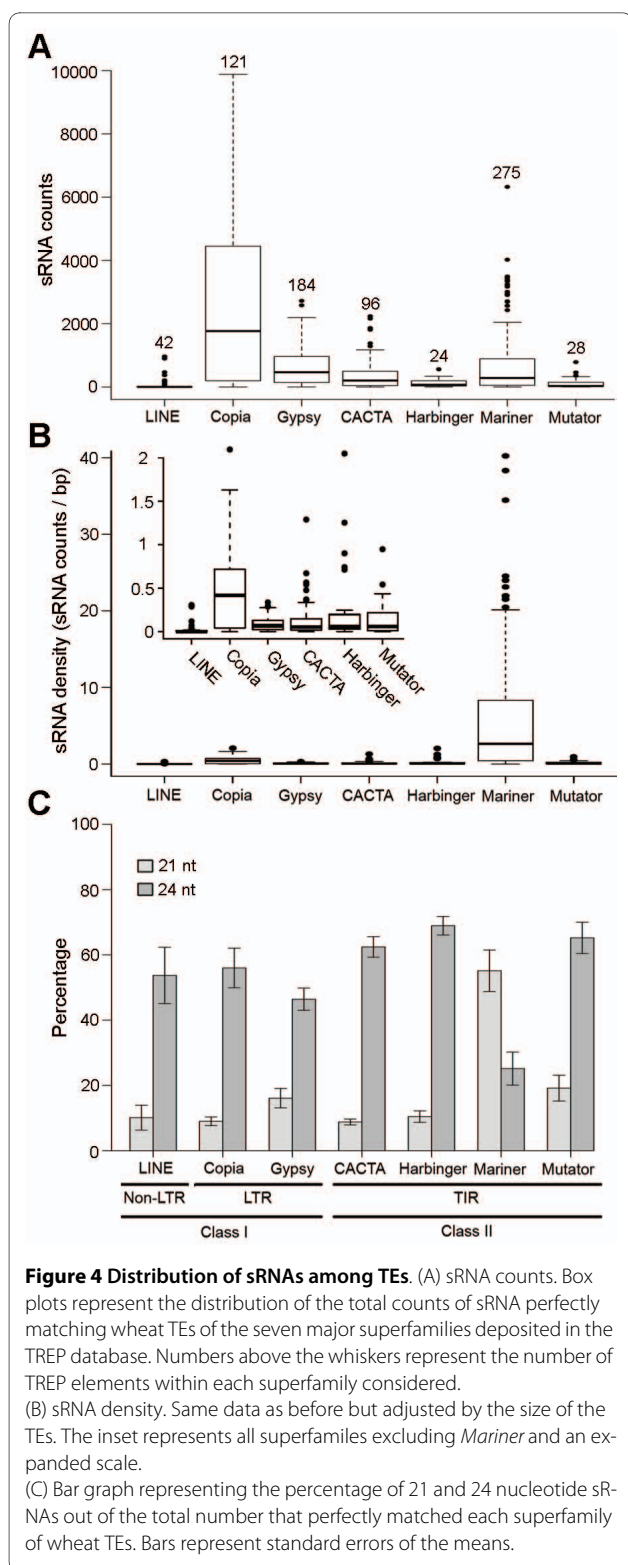 A
10000
8000
6000
4000
2000
0
sRNA counts
42
121
184
96
24
275
28
LINE Copia Gypsy CACTA Harbinger Mariner Mutator
B
40
30
20
10
0
sRNA density (sRNA counts / bp)
2
1.5
1
0.5
0
LINE Copia Gypsy CACTA Harbinger Mutator
LINE Copia Gypsy CACTA Harbinger Mariner Mutator
C
100
80
60
40
20
0
Percentage
21 nt
24 nt
LINE Copia Gypsy CACTA Harbinger Mariner Mutator
Non-LTR LTR TIR
Class I Class II
Figure 4 Distribution of sRNAs among TEs. (A) sRNA counts. Box
plots represent the distribution of the total counts of sRNA perfectly
matching wheat TEs of the seven major superfamilies deposited in the
TREP database. Numbers above the whiskers represent the number of
TREP elements within each superfamily considered.
(B) sRNA density. Same data as before but adjusted by the size of the
TEs. The inset represents all superfamiles excluding Mariner and an ex-
panded scale.
(C) Bar graph representing the percentage of 21 and 24 nucleotide sR-
NAs out of the total number that perfectly matched each superfamily
of wheat TEs. Bars represent standard errors of the means.